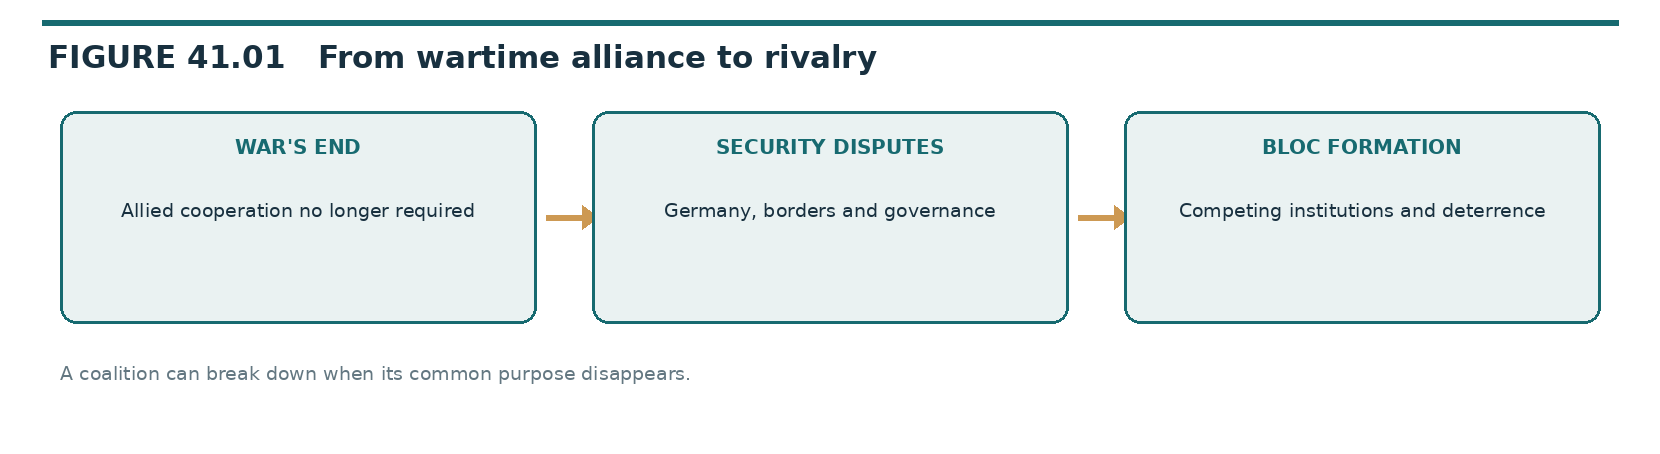 FIGURE 41.01 From wartime alliance to rivalry
WAR'S END
Allied cooperation no longer required
SECURITY DISPUTES
Germany, borders and governance
BLOC FORMATION
Competing institutions and deterrence
A coalition can break down when its common purpose disappears.